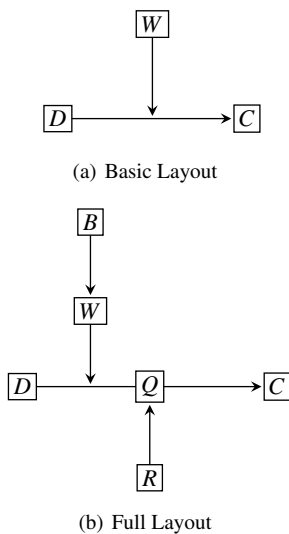 W
D C
(a) Basic Layout
B
W
D Q C
R
(b) Full Layout